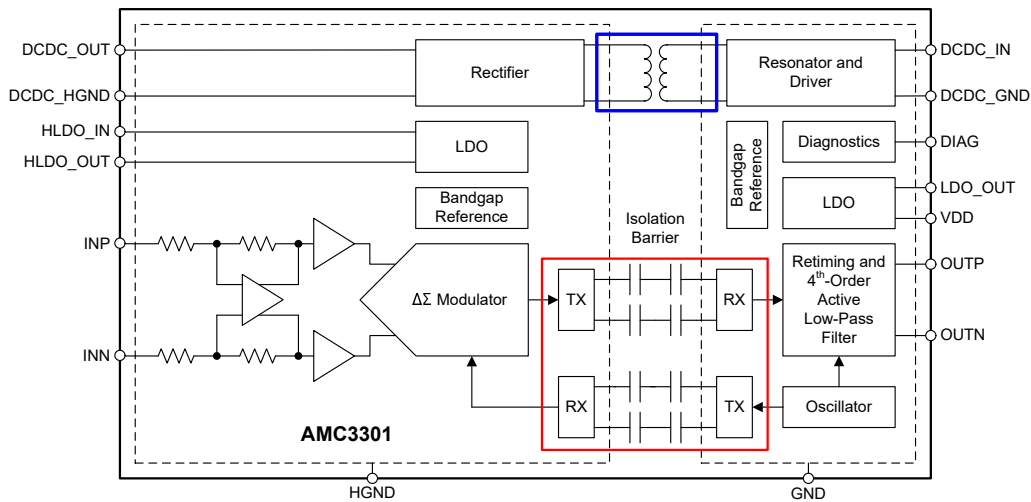 DCDC_OUT
DCDC_HGND
HLDO_IN
HLDO_OUT
INP
INN
Rectifier
LDO
Bandgap
Reference
ΔΣ Modulator
AMC3301
HGND
Isolation
Barrier
TX
RX
RX
TX
Resonator and
Driver
Bandgap
Reference
Diagnostics
LDO
Retiming and
4th-Order
Active
Low-Pass
Filter
Oscillator
DCDC_IN
DCDC_GND
DIAG
LDO_OUT
VDD
OUTP
OUTN
GND